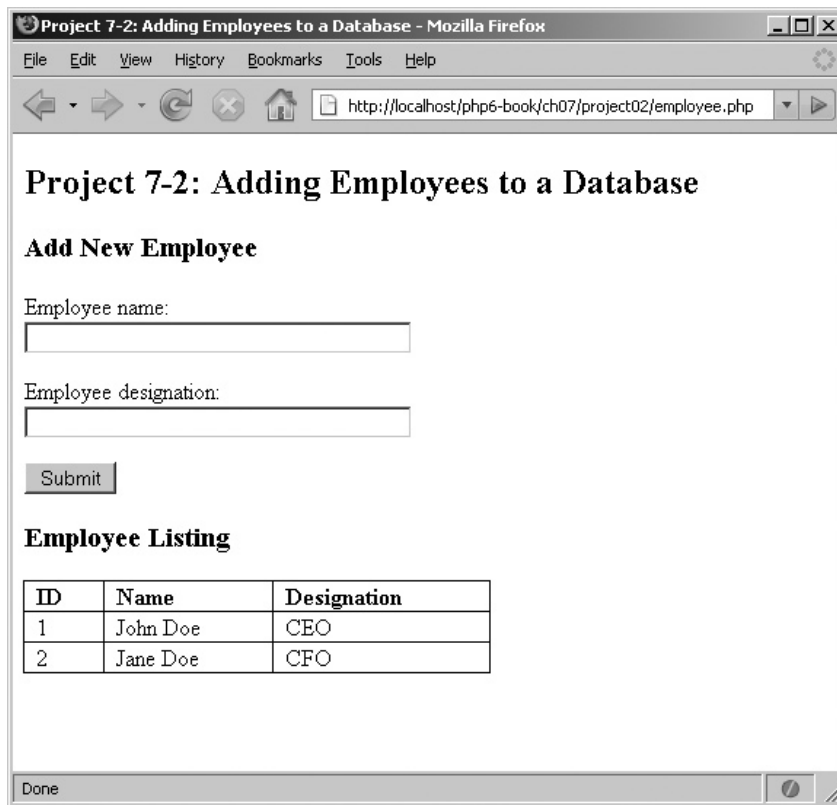 Project 7-2: Adding Employees to a Database - Mozilla Firefox
File Edit View History Bookmarks Tools Help
http://localhost/php6-book/ch07/project02/employee.php
Project 7-2: Adding Employees to a Database
Add New Employee
Employee name:
Employee designation:
Submit
Employee Listing
ID Name Designation
1 John Doe CEO
2 Jane Doe CFO
Done